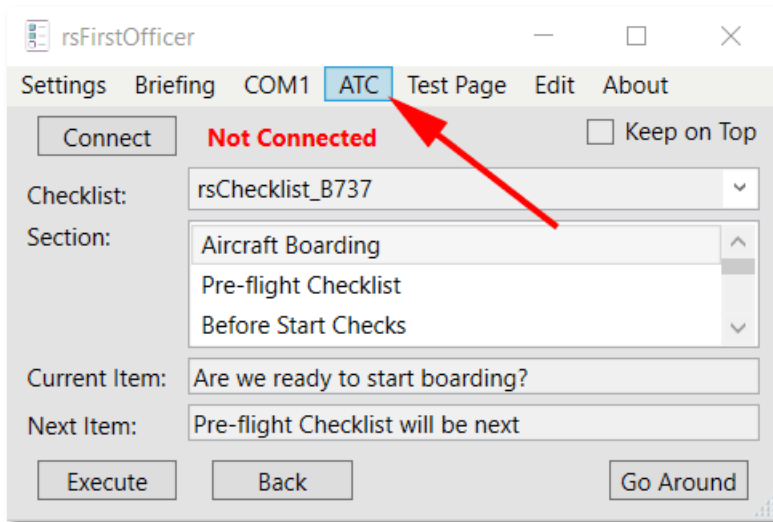 rsFirstOfficer
Settings Briefing COM1 ATC Test Page Edit About
Connect Not Connected Keep on Top
Checklist: rsChecklist_B737
Section: Aircraft Boarding
Pre-flight Checklist
Before Start Checks
Current Item: Are we ready to start boarding?
Next Item: Pre-flight Checklist will be next
Execute Back Go Around